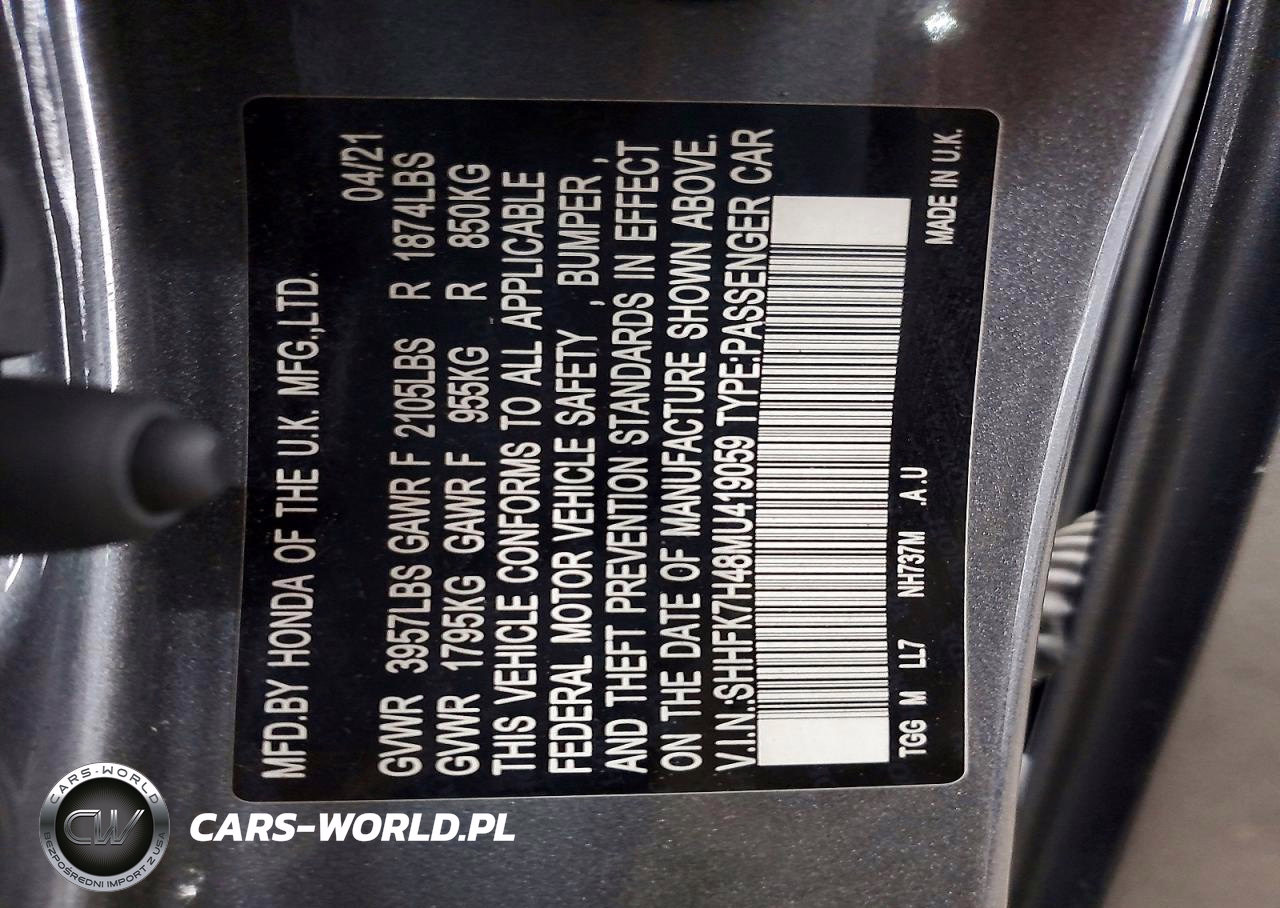 MFD.BY HONDA OF THE U.K. MFG.,LTD.
04/21
GVWR 3957LBS GAWR F 2105LBS R 1874LBS
GVWR 1795KG GAWR F 955KG R 850KG
THIS VEHICLE CONFORMS TO ALL APPLICABLE
FEDERAL MOTOR VEHICLE SAFETY , BUMPER ,
AND THEFT PREVENTION STANDARDS IN EFFECT
ON THE DATE OF MANUFACTURE SHOWN ABOVE.
V.I.N.SHHFK7H48MU419059 TYPE:PASSENGER CAR
TGG M LL7 NH737M .A.U MADE IN U.K.
CARS-WORLD
CW
BEZPOŚREDNI IMPORT Z USA
CARS-WORLD.PL